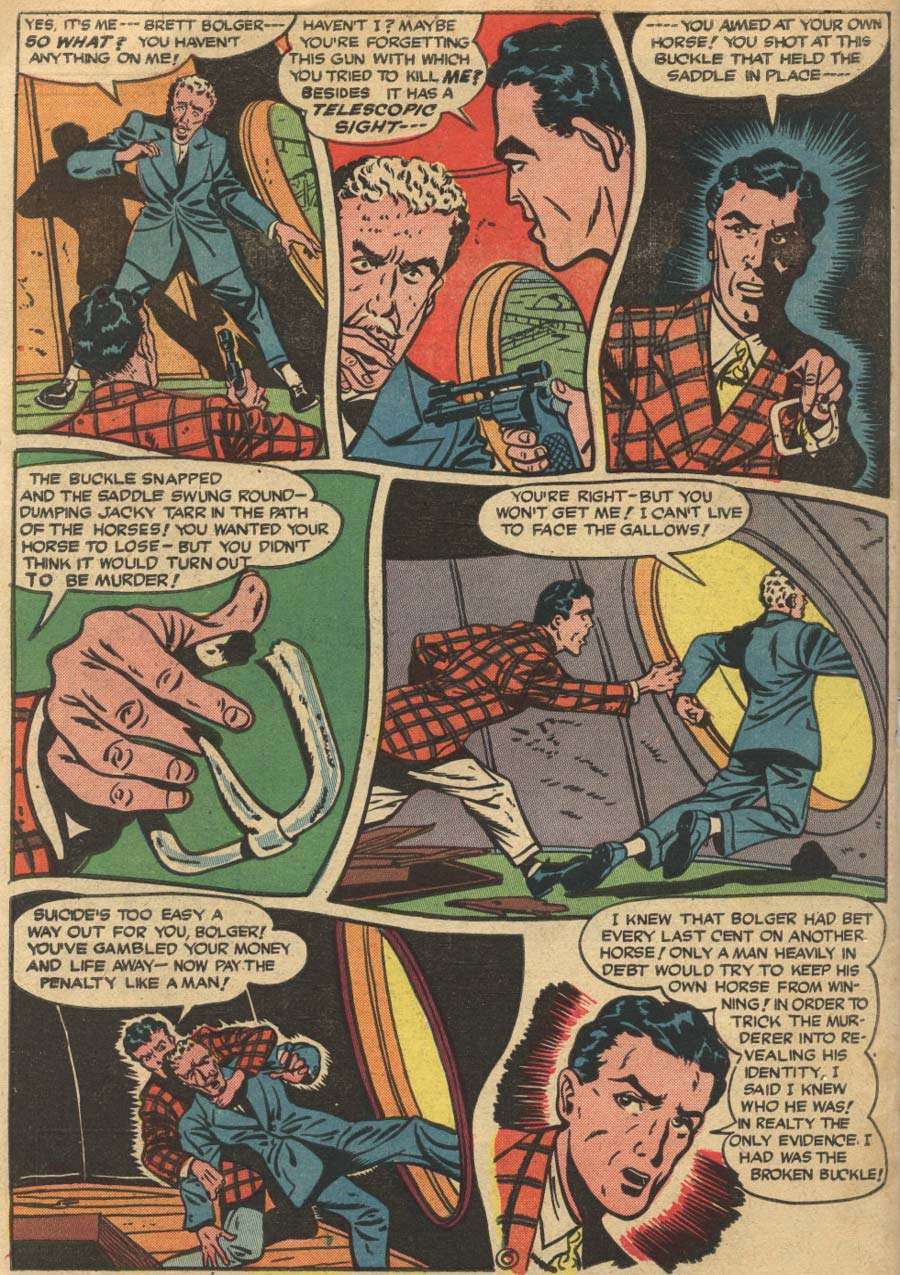 YES, IT'S ME--- BRETT BOLGER---
SO WHAT? YOU HAVEN'T
ANYTHING ON ME!
HAVEN'T I? MAYBE
YOU'RE FORGETTING
THIS GUN WITH WHICH
YOU TRIED TO KILL ME?
BESIDES IT HAS A
TELESCOPIC
SIGHT---
----YOU AIMED AT YOUR OWN
HORSE! YOU SHOT AT THIS
BUCKLE THAT HELD THE
SADDLE IN PLACE----
THE BUCKLE SNAPPED
AND THE SADDLE SWUNG ROUND-
DUMPING JACKY TARR IN THE PATH
OF THE HORSES! YOU WANTED YOUR
HORSE TO LOSE- BUT YOU DIDN'T
THINK IT WOULD TURN OUT
TO BE MURDER!
YOU'RE RIGHT-BUT YOU
WON'T GET ME! I CAN'T LIVE
TO FACE THE GALLOWS!
SUICIDE'S TOO EASY A
WAY OUT FOR YOU, BOLGER!
YOU'VE GAMBLED YOUR MONEY
AND LIFE AWAY- NOW PAY THE
PENALTY LIKE A MAN!
I KNEW THAT BOLGER HAD BET
EVERY LAST CENT ON ANOTHER
HORSE! ONLY A MAN HEAVILY IN
DEBT WOULD TRY TO KEEP HIS
OWN HORSE FROM WIN-
NING! IN ORDER TO
TRICK THE MUR-
DERER INTO RE-
VEALING HIS
IDENTITY, I
SAID I KNEW
WHO HE WAS!
IN REALTY THE
ONLY EVIDENCE I
HAD WAS THE
BROKEN BUCKLE!